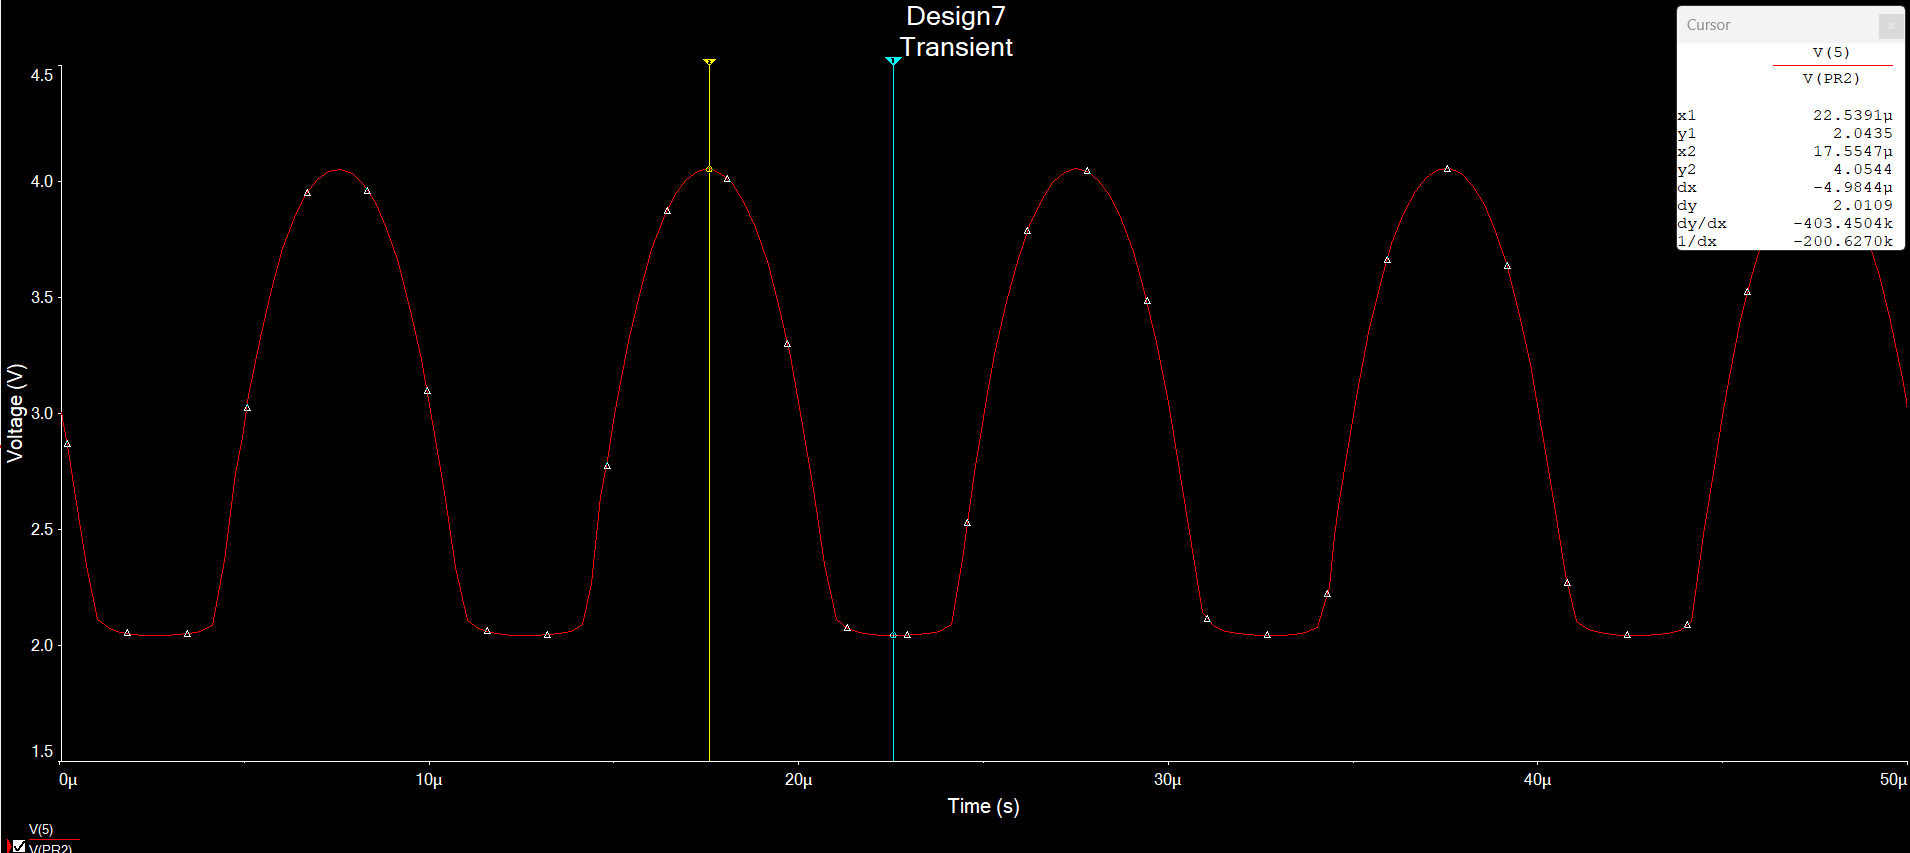 Design7
Transient
Cursor
V(5)
V(PR2)
x1 22.5391µ
y1 2.0435
x2 17.5547µ
y2 4.0544
dx -4.9844µ
dy 2.0109
dy/dx -403.4504k
1/dx -200.6270k
Voltage (V)
4.5
4.0
3.5
3.0
2.5
2.0
1.5
0µ 10µ 20µ 30µ 40µ 50µ
Time (s)
V(5)
V(PR2)